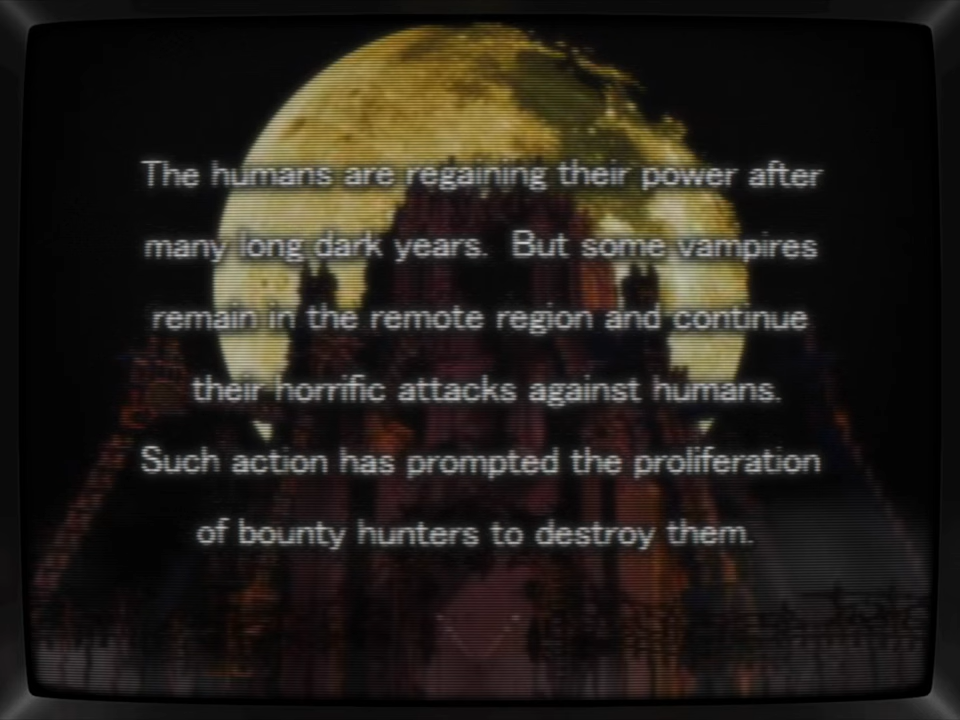 The humans are regaining their power after
many long dark years. But some vampires
remain in the remote region and continue
their horrific attacks against humans.
Such action has prompted the proliferation
of bounty hunters to destroy them.